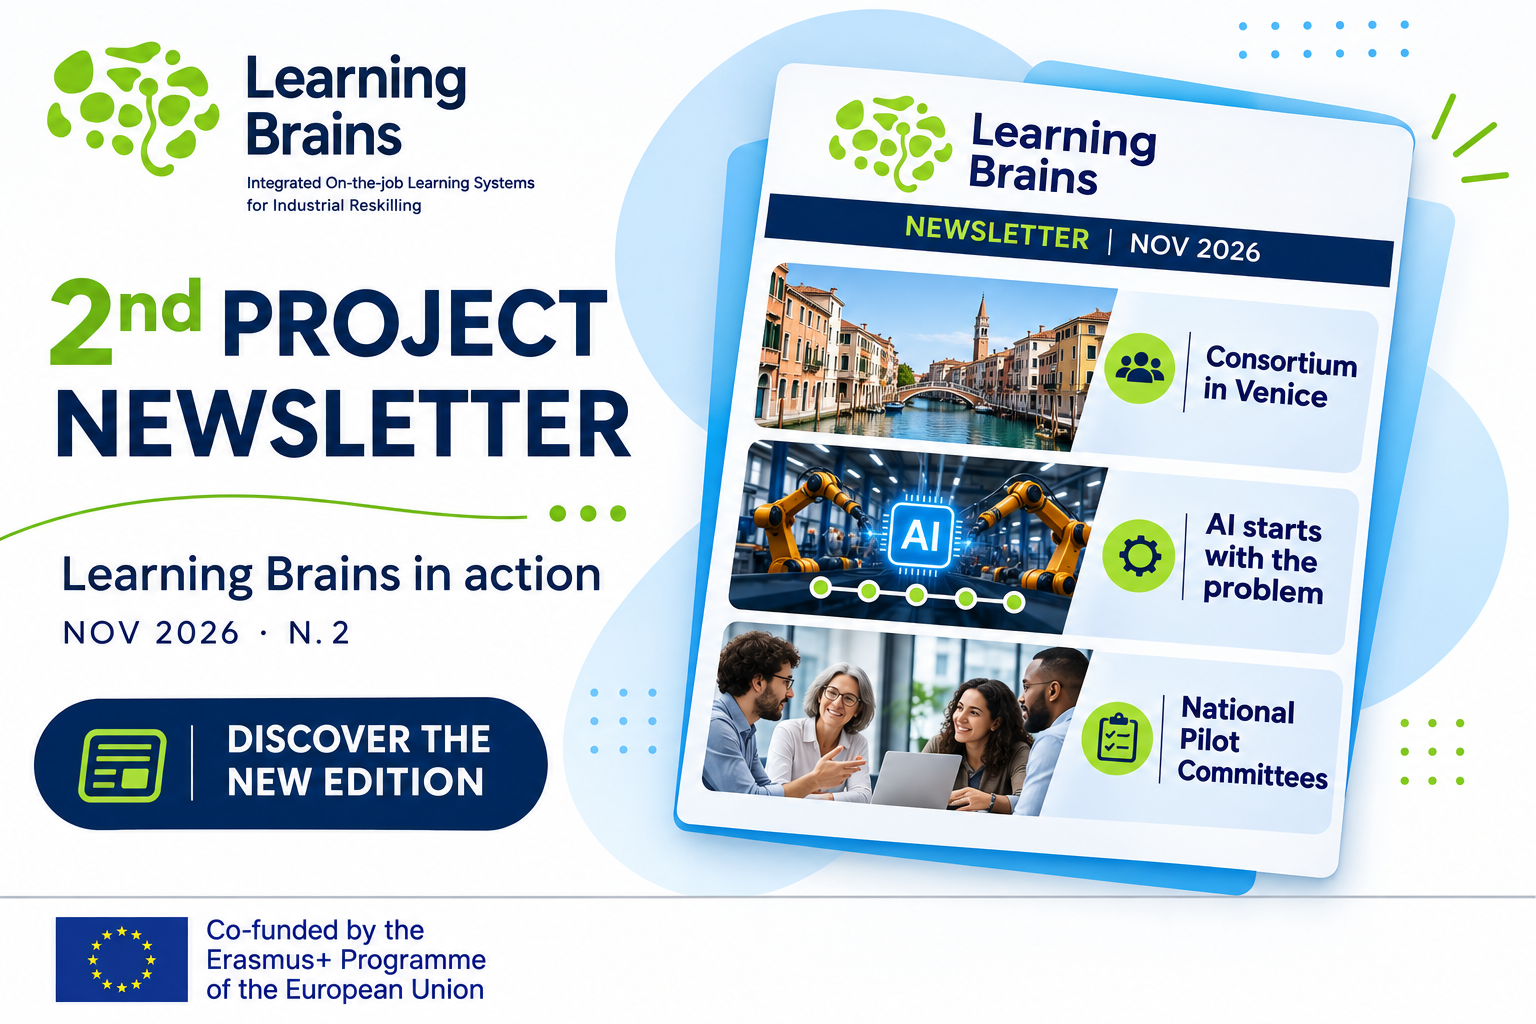 Learning
Brains
Integrated On-the-job Learning Systems
for Industrial Reskilling
2nd PROJECT
NEWSLETTER
Learning Brains in action
NOV 2026 · N. 2
DISCOVER THE
NEW EDITION
Learning
Brains
NEWSLETTER | NOV 2026
Consortium
in Venice
AI
AI starts
with the
problem
National
Pilot
Committees
Co-funded by the
Erasmus+ Programme
of the European Union